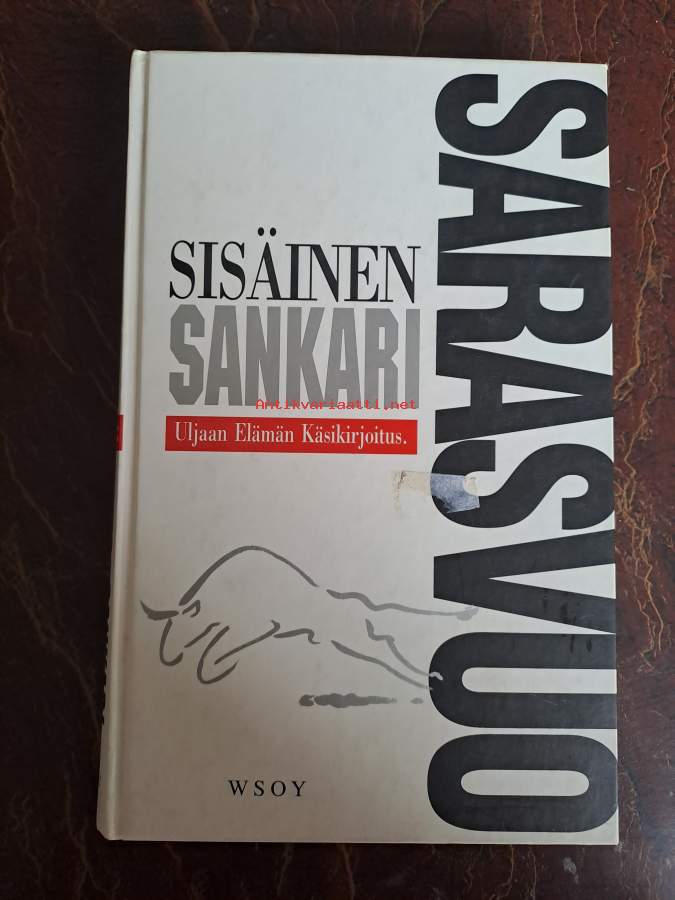 SARASVUO
SISÄINEN
SANKARI
Antikvariaatti.net
Uljaan Elämän Käsikirjoitus.
WSOY